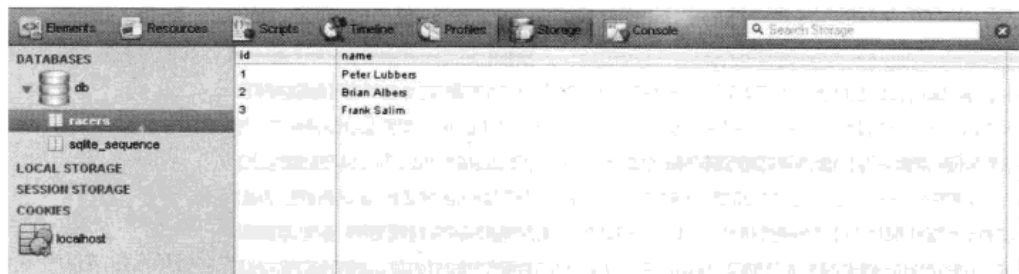 Elements Resources Scripts Timeline Profiles Storage Console Search Storage
DATABASES
db
racers
sqlite_sequence
LOCAL STORAGE
SESSION STORAGE
COOKIES
localhost
id name
1 Peter Lubbers
2 Brian Albers
3 Frank Salim